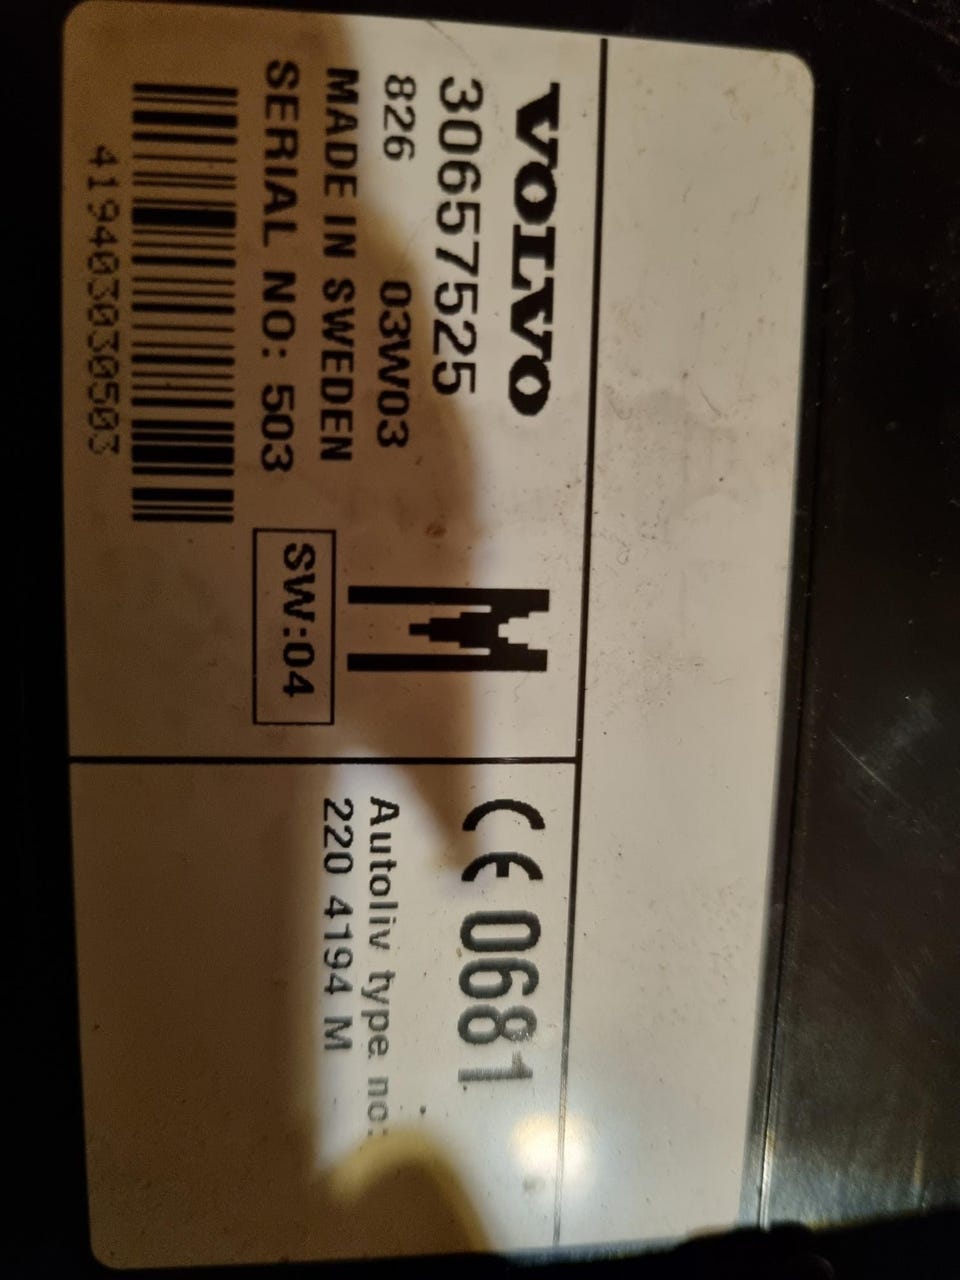 VOLVO
30657525
826 03W03
MADE IN SWEDEN
SERIAL NO: 503
419403030503
M
SW:04
CE 0681
Autoliv type no:
220 4194 M